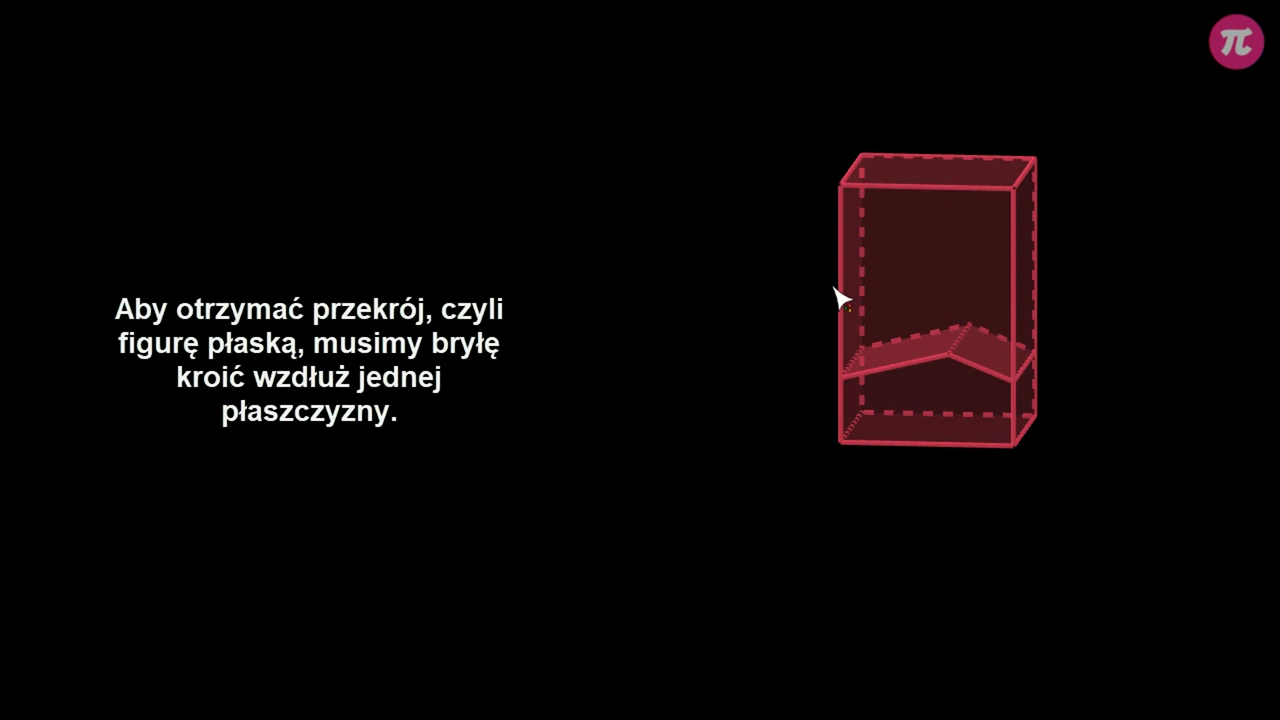 π
Aby otrzymać przekrój, czyli
figurę płaską, musimy bryłę
kroić wzdłuż jednej
płaszczyzny.